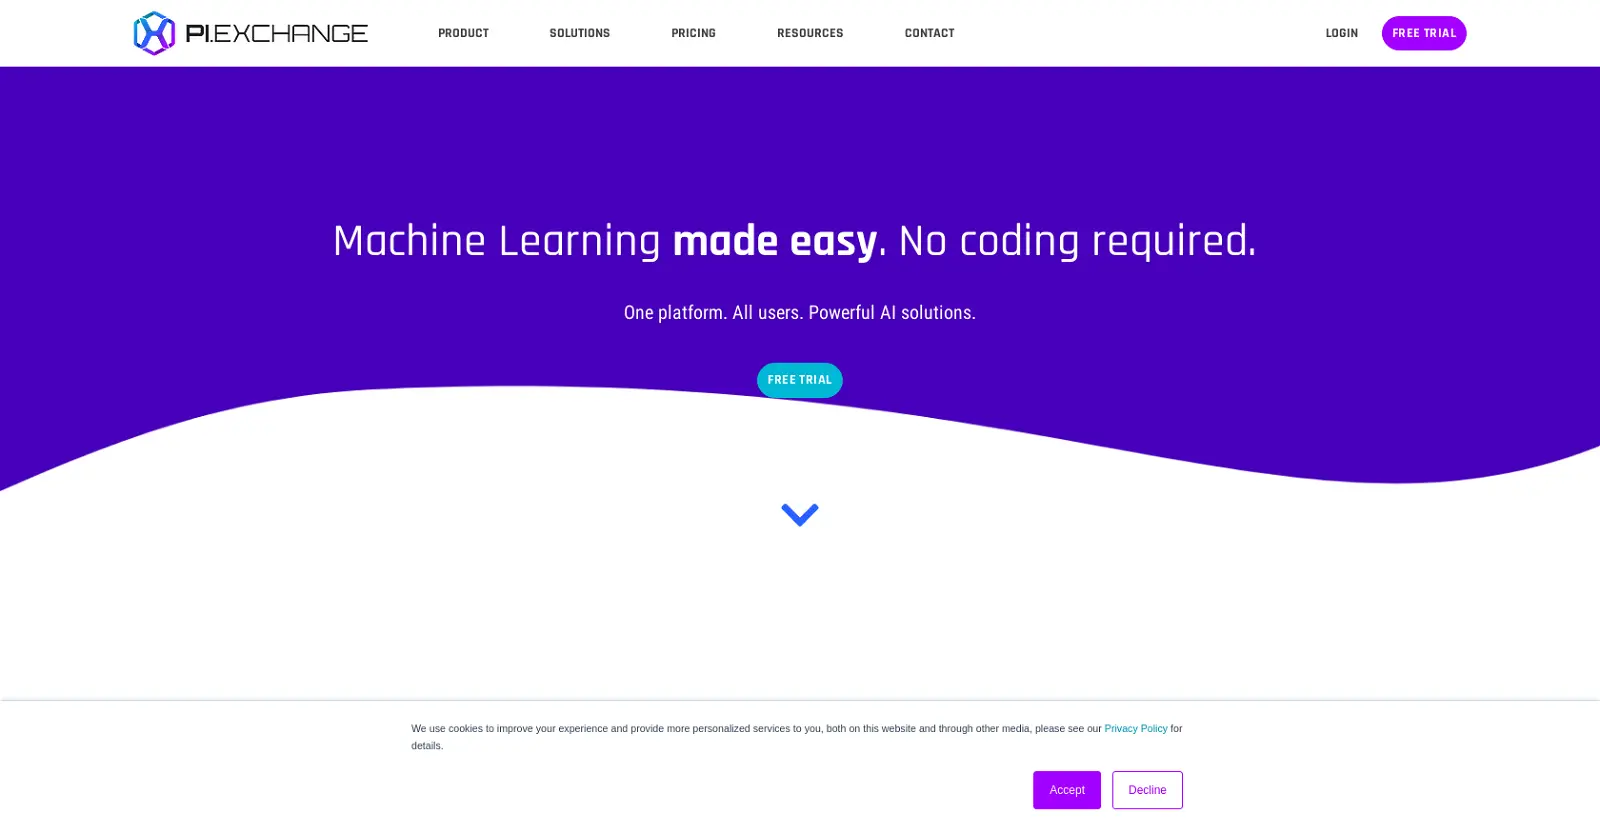 PI.EXCHANGE
PRODUCT
SOLUTIONS
PRICING
RESOURCES
CONTACT
LOGIN
FREE TRIAL
Machine Learning made easy. No coding required.
One platform. All users. Powerful AI solutions.
FREE TRIAL
We use cookies to improve your experience and provide more personalized services to you, both on this website and through other media, please see our Privacy Policy for
details.
Accept
Decline